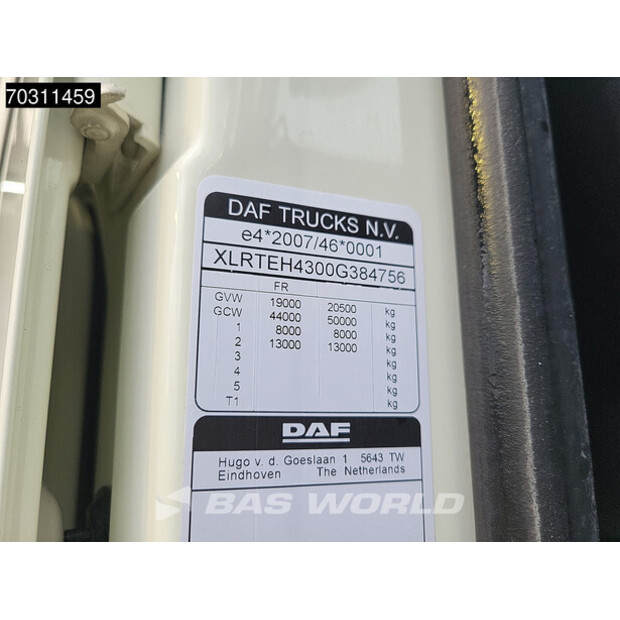 70311459
DAF TRUCKS N.V.
e4*2007/46*0001
XLRTEH4300G384756
FR
GVW 19000 20500 kg
GCW 44000 50000 kg
1 8000 8000 kg
2 13000 13000 kg
3 kg
4 kg
5 kg
T1 kg
DAF
Hugo v. d. Goeslaan 1 5643 TW
Eindhoven The Netherlands
BAS WORLD